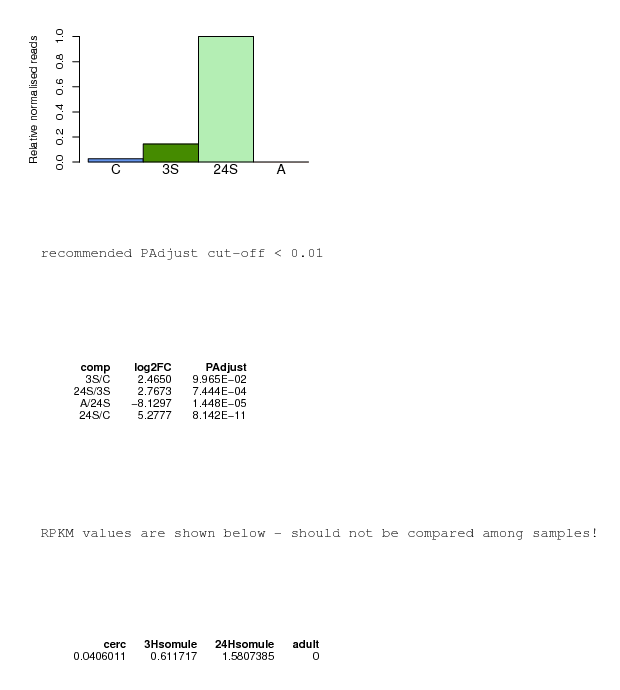 Relative normalised reads
1.0
0.8
0.6
0.4
0.2
0.0
C 3S 24S A
recommended PAdjust cut-off < 0.01
comp log2FC PAdjust
3S/C 2.4650 9.965E−02
24S/3S 2.7673 7.444E−04
A/24S −8.1297 1.448E−05
24S/C 5.2777 8.142E−11
RPKM values are shown below - should not be compared among samples!
cerc 3Hsomule 24Hsomule adult
0.0406011 0.611717 1.5807385 0